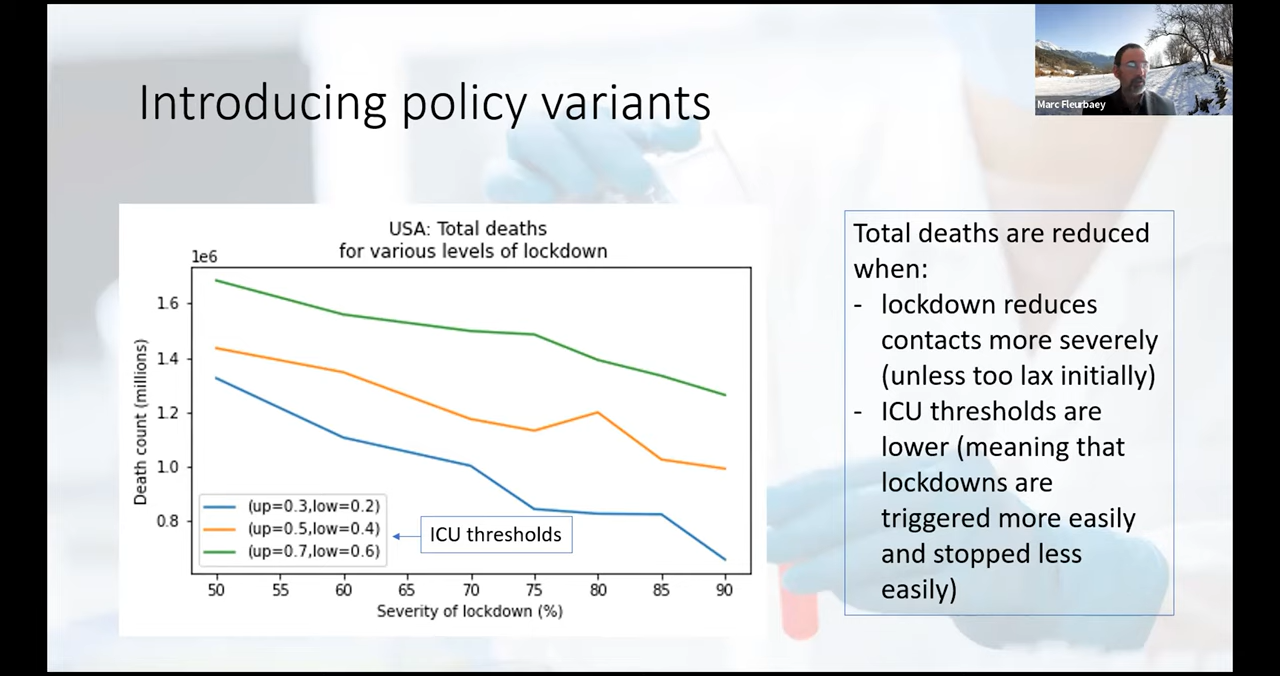 Marc Fleurbaey
Introducing policy variants
USA: Total deaths
for various levels of lockdown
1e6
Death count (millions)
1.6
1.4
1.2
1.0
0.8
(up=0.3,low=0.2)
(up=0.5,low=0.4)
(up=0.7,low=0.6)
ICU thresholds
50 55 60 65 70 75 80 85 90
Severity of lockdown (%)
Total deaths are reduced
when:
- lockdown reduces
contacts more severely
(unless too lax initially)
- ICU thresholds are
lower (meaning that
lockdowns are
triggered more easily
and stopped less
easily)